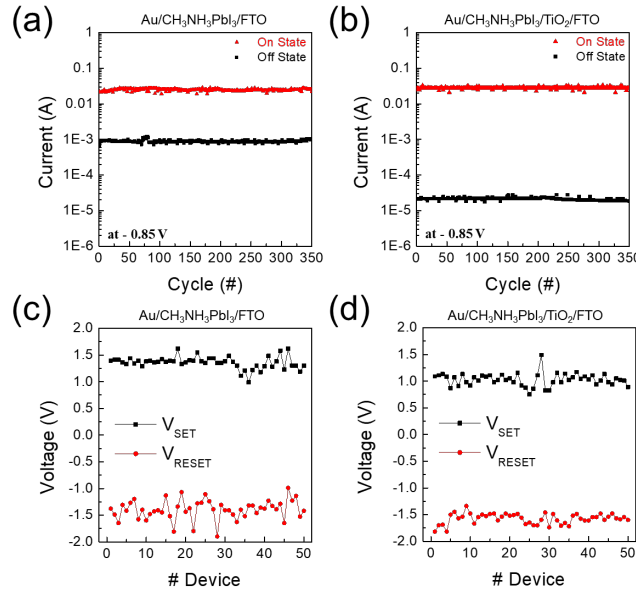 (a)
Au/CH₃NH₃PbI₃/FTO
On State
Off State
Current (A)
1
0.1
0.01
1E-3
1E-4
1E-5
1E-6
at - 0.85 V
0 50 100 150 200 250 300 350
Cycle (#)
(b)
Au/CH₃NH₃PbI₃/TiO₂/FTO
On State
Off State
Current (A)
1
0.1
0.01
1E-3
1E-4
1E-5
1E-6
at - 0.85 V
0 50 100 150 200 250 300 350
Cycle (#)
(c)
Au/CH₃NH₃PbI₃/FTO
Voltage (V)
2.0
1.5
1.0
0.5
0.0
-0.5
-1.0
-1.5
-2.0
V_SET
V_RESET
0 10 20 30 40 50
# Device
(d)
Au/CH₃NH₃PbI₃/TiO₂/FTO
Voltage (V)
2.0
1.5
1.0
0.5
0.0
-0.5
-1.0
-1.5
-2.0
V_SET
V_RESET
0 10 20 30 40 50
# Device